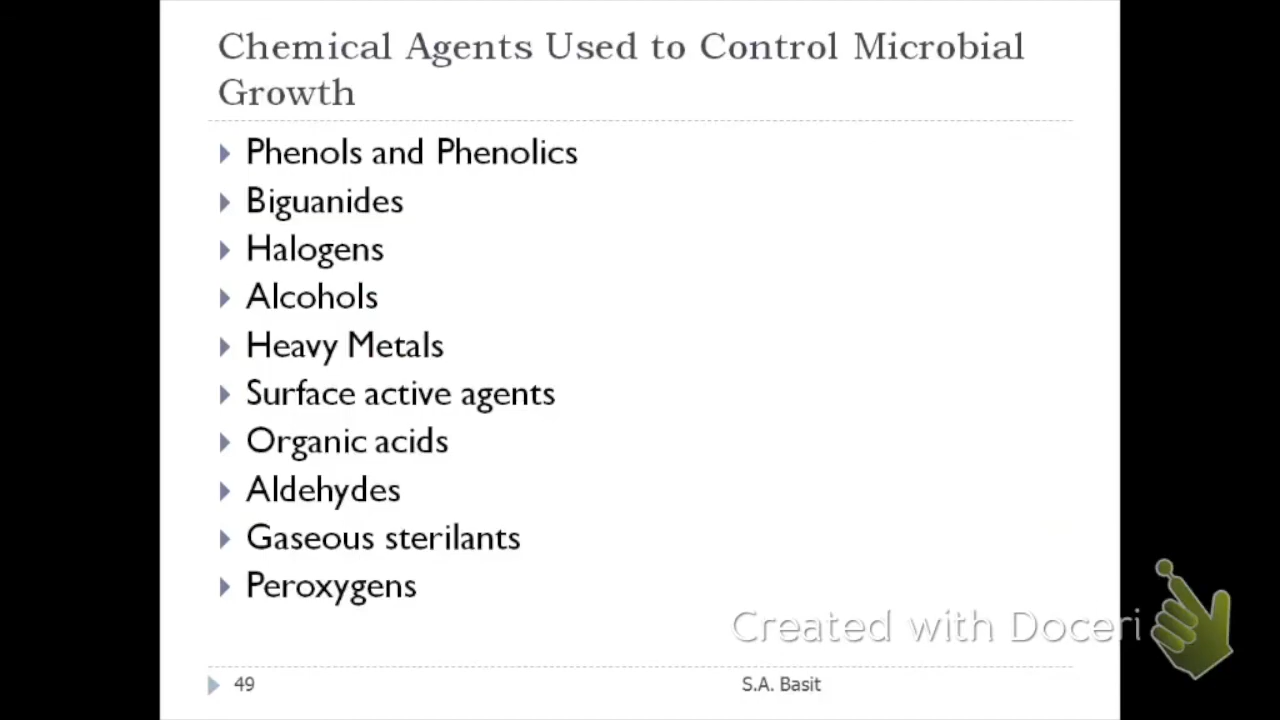 Chemical Agents Used to Control Microbial
Growth
Phenols and Phenolics
Biguanides
Halogens
Alcohols
Heavy Metals
Surface active agents
Organic acids
Aldehydes
Gaseous sterilants
Peroxygens
Created with Doceri
49 S.A. Basit